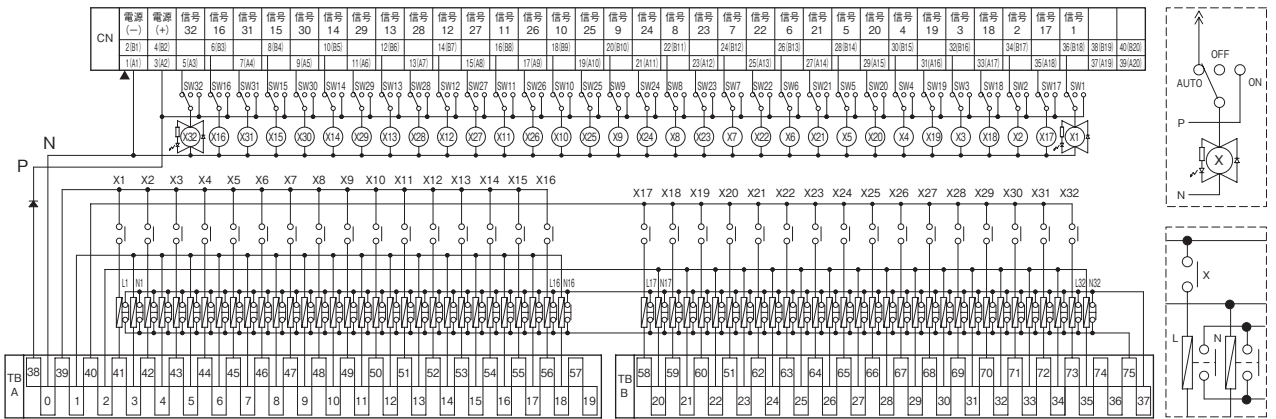 CN 電源 電源 信号 信号 信号 信号 信号 信号 信号 信号 信号 信号 信号 信号 信号 信号 信号 信号 信号 信号 信号 信号 信号 信号 信号 信号 信号 信号 信号 信号 信号 信号 信号 信号
(−) (+) 32 16 31 15 30 14 29 13 28 12 27 11 26 10 25 9 24 8 23 7 22 6 21 5 20 4 19 3 18 2 17 1
2(B1) 4(B2) 6(B3) 8(B4) 10(B5) 12(B6) 14(B7) 16(B8) 18(B9) 20(B10) 22(B11) 24(B12) 26(B13) 28(B14) 30(B15) 32(B16) 34(B17) 36(B18) 38(B19) 40(B20)
1(A1) 3(A2) 5(A3) 7(A4) 9(A5) 11(A6) 13(A7) 15(A8) 17(A9) 19(A10) 21(A11) 23(A12) 25(A13) 27(A14) 29(A15) 31(A16) 33(A17) 35(A18) 37(A19) 39(A20)
SW32 SW16 SW31 SW15 SW30 SW14 SW29 SW13 SW28 SW12 SW27 SW11 SW26 SW10 SW25 SW9 SW24 SW8 SW23 SW7 SW22 SW6 SW21 SW5 SW20 SW4 SW19 SW3 SW18 SW2 SW17 SW1
X32 X16 X31 X15 X30 X14 X29 X13 X28 X12 X27 X11 X26 X10 X25 X9 X24 X8 X23 X7 X22 X6 X21 X5 X20 X4 X19 X3 X18 X2 X17 X1
N
P
X1 X2 X3 X4 X5 X6 X7 X8 X9 X10 X11 X12 X13 X14 X15 X16
X17 X18 X19 X20 X21 X22 X23 X24 X25 X26 X27 X28 X29 X30 X31 X32
L1 N1 L16 N16
L17 N17 L32 N32
TB A
38 39 40 41 42 43 44 45 46 47 48 49 50 51 52 53 54 55 56 57
0 1 2 3 4 5 6 7 8 9 10 11 12 13 14 15 16 17 18 19
TB B
58 59 60 51 62 63 64 65 66 67 68 69 70 71 72 73 74 75
20 21 22 23 24 25 26 27 28 29 30 31 32 33 34 35 36 37
OFF
AUTO ON
P
X
N
X
L N